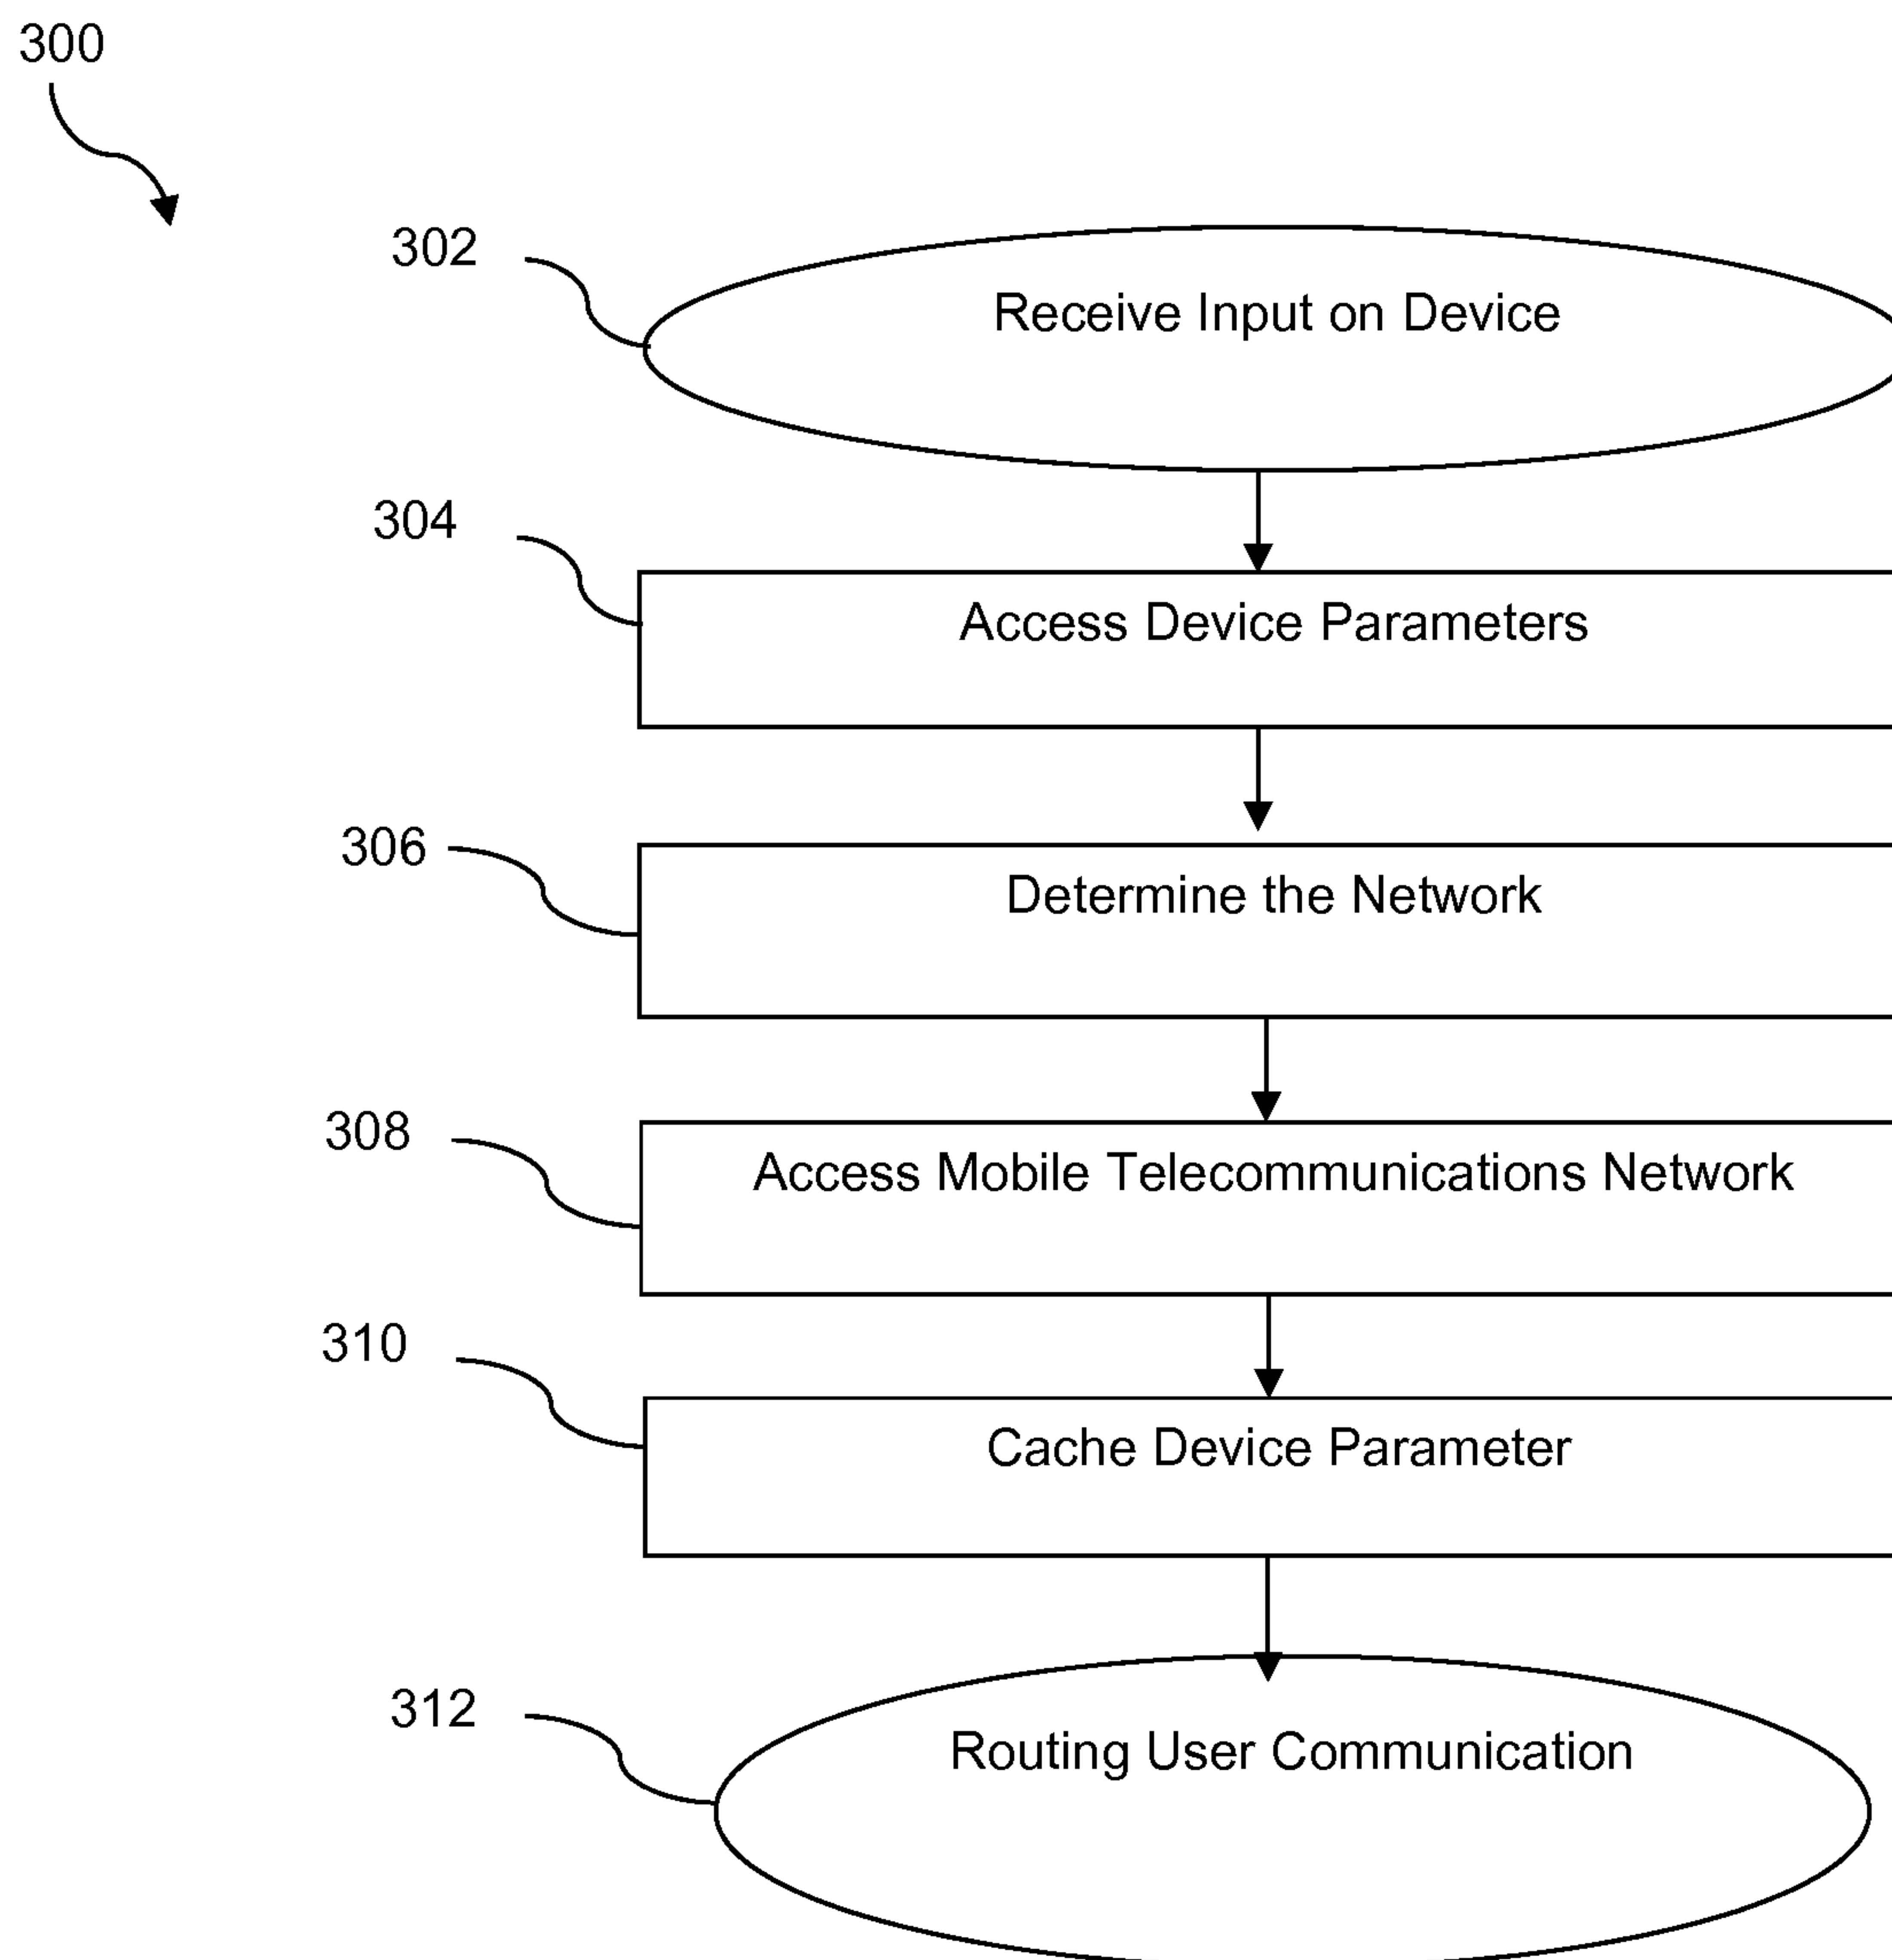 300
302
Receive Input on Device
304
Access Device Parameters
306
Determine the Network
308
Access Mobile Telecommunications Network
310
Cache Device Parameter
312
Routing User Communication